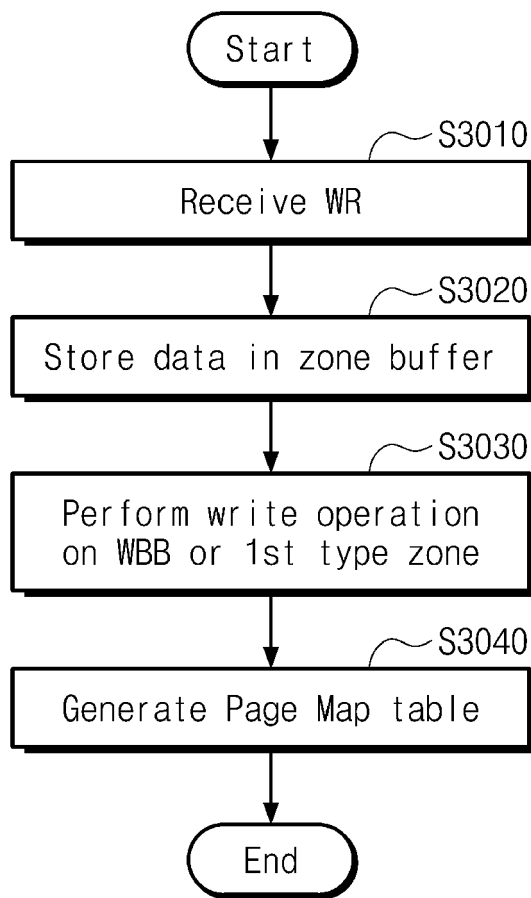 Start
S3010
Receive WR
S3020
Store data in zone buffer
S3030
Perform write operation
on WBB or 1st type zone
S3040
Generate Page Map table
End